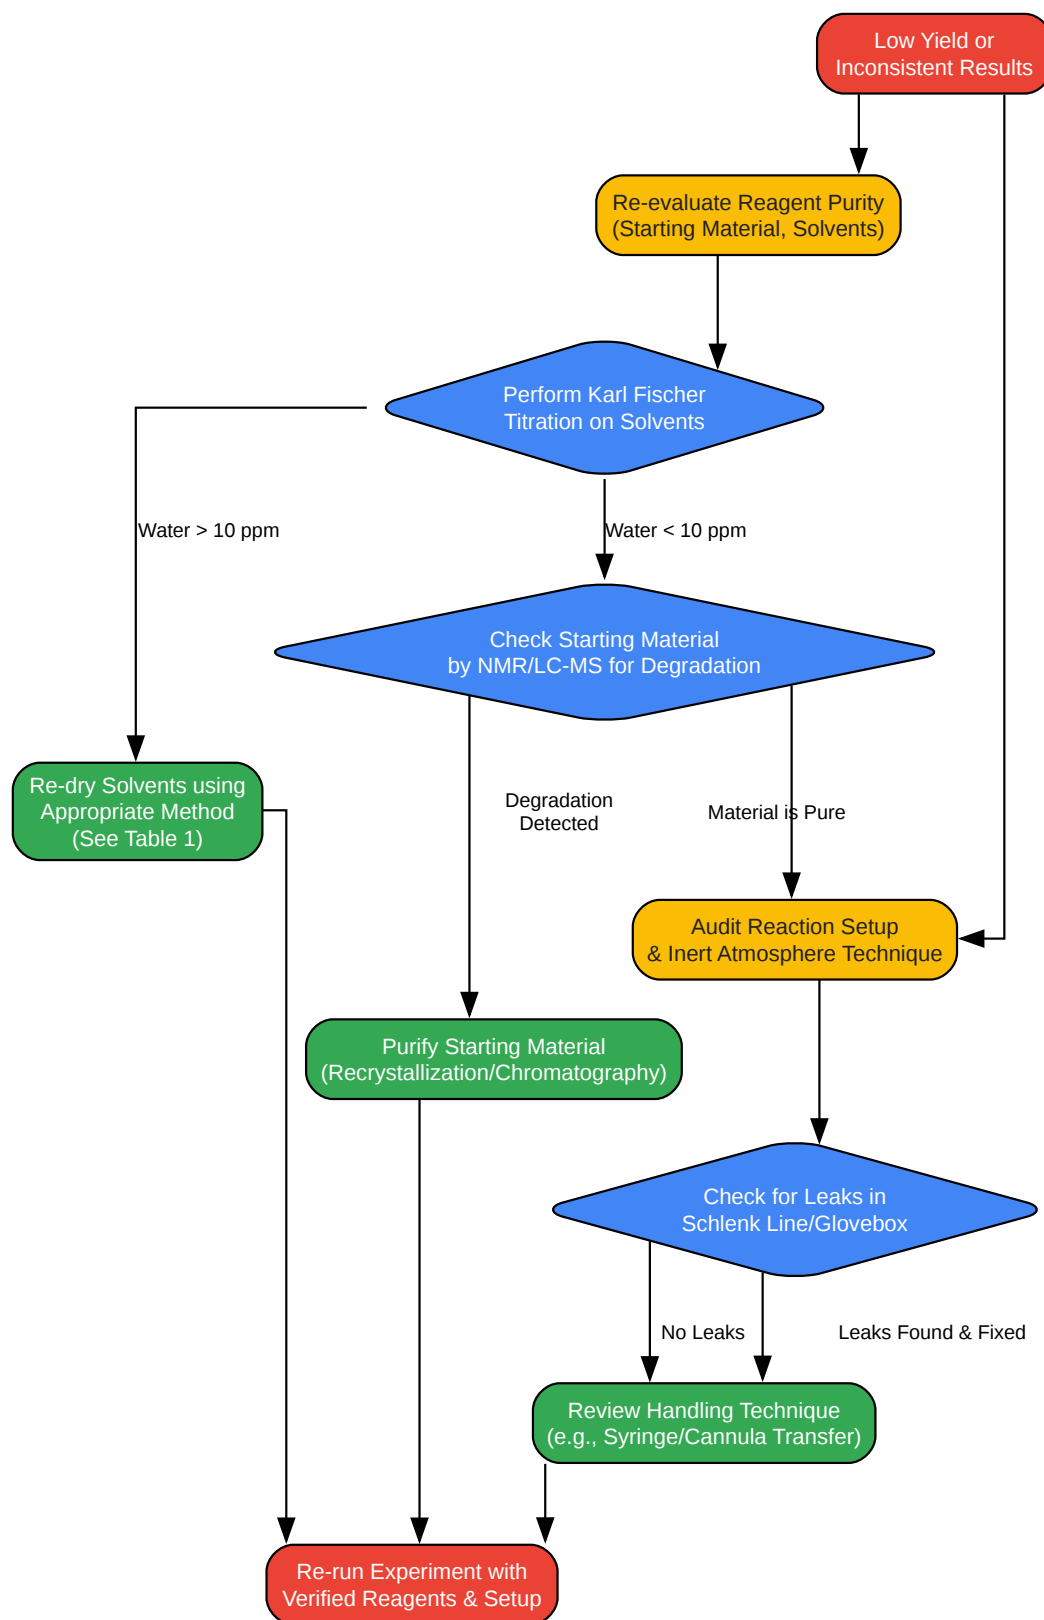 Low Yield or
Inconsistent Results
Re-evaluate Reagent Purity
(Starting Material, Solvents)
Perform Karl Fischer
Titration on Solvents
Water > 10 ppm
Water < 10 ppm
Check Starting Material
by NMR/LC-MS for Degradation
Re-dry Solvents using
Appropriate Method
(See Table 1)
Degradation
Detected
Material is Pure
Audit Reaction Setup
& Inert Atmosphere Technique
Purify Starting Material
(Recrystallization/Chromatography)
Check for Leaks in
Schlenk Line/Glovebox
No Leaks
Leaks Found & Fixed
Review Handling Technique
(e.g., Syringe/Cannula Transfer)
Re-run Experiment with
Verified Reagents & Setup